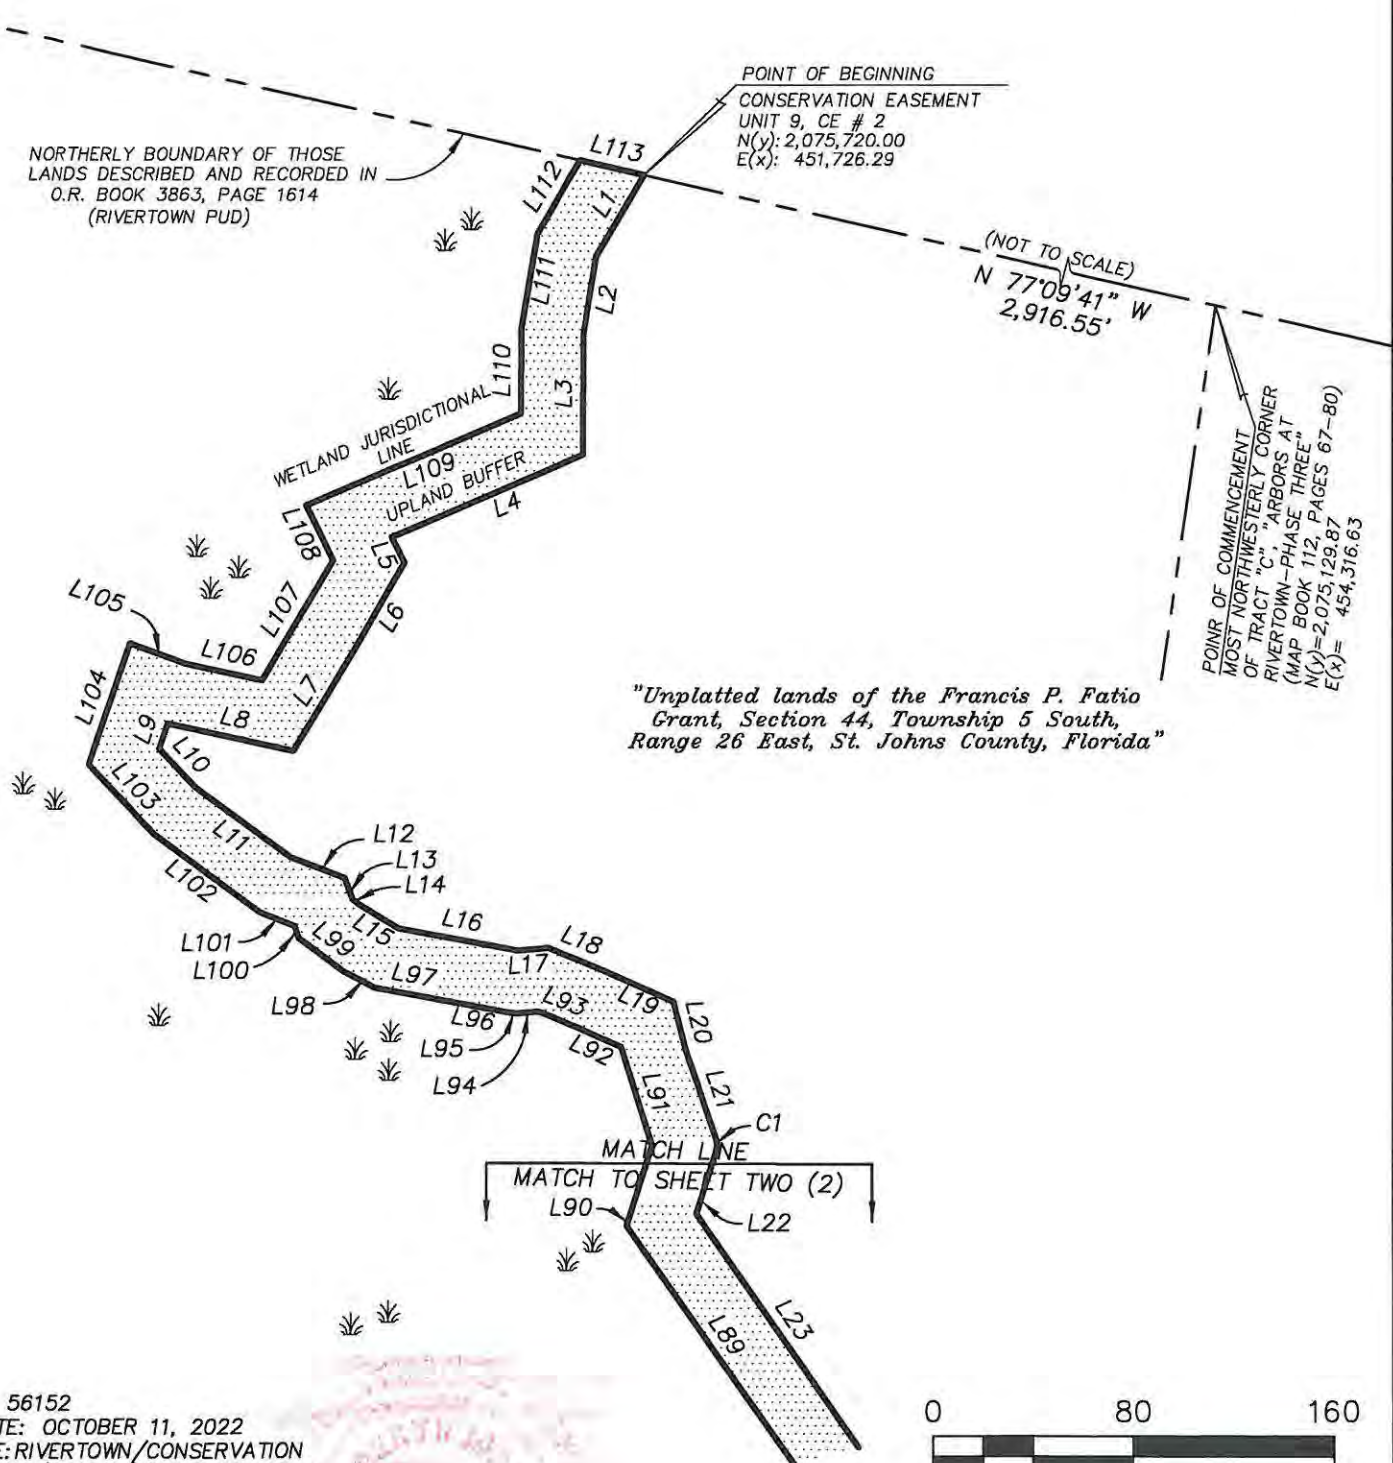 POINT OF BEGINNING
CONSERVATION EASEMENT
UNIT 9, CE # 2
N(y): 2,075,720.00
E(x): 451,726.29
NORTHERLY BOUNDARY OF THOSE
LANDS DESCRIBED AND RECORDED IN
O.R. BOOK 3863, PAGE 1614
(RIVERTOWN PUD)
L113
L112
L1
L111
L2
(NOT TO SCALE)
N 77°09'41" W
2,916.55'
L110
L3
WETLAND JURISDICTIONAL
LINE
L109
UPLAND BUFFER
L4
POINR OF COMMENCEMENT
MOST NORTHWESTERLY CORNER
OF TRACT "C", "ARBORS AT
RIVERTOWN-PHASE THREE"
(MAP BOOK 112, PAGES 67-80)
N(y)=2,075,129.87
E(x)= 454,316.63
L108
L5
L107
L6
L105
L106
L104
L7
L8
L9
L10
"Unplatted lands of the Francis P. Fatio
Grant, Section 44, Township 5 South,
Range 26 East, St. Johns County, Florida"
L103
L11
L12
L13
L14
L102
L15
L16
L101
L99
L100
L17
L18
L97
L98
L93
L19
L96
L95
L92
L94
L20
L21
L91
C1
MATCH LINE
MATCH TO SHEET TWO (2)
L90
L22
L23
L89
56152
TE: OCTOBER 11, 2022
E: RIVERTOWN/CONSERVATION
0 80 160